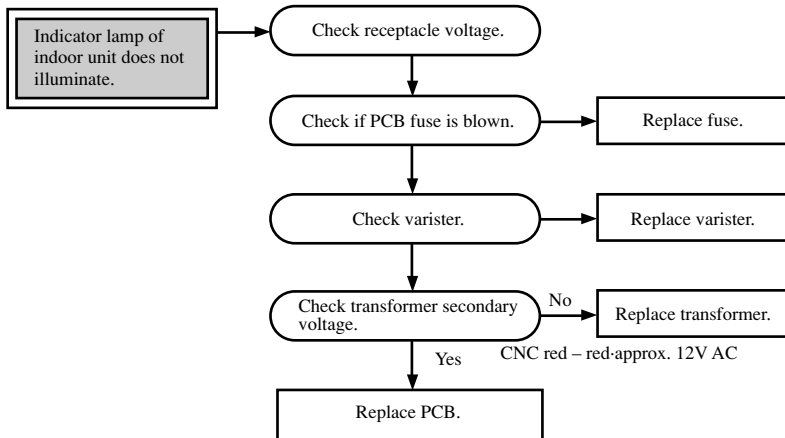 Indicator lamp of
indoor unit does not
illuminate.
Check receptacle voltage.
Check if PCB fuse is blown.
Replace fuse.
Check varister.
Replace varister.
Check transformer secondary
voltage.
No
Replace transformer.
Yes
CNC red – red·approx. 12V AC
Replace PCB.